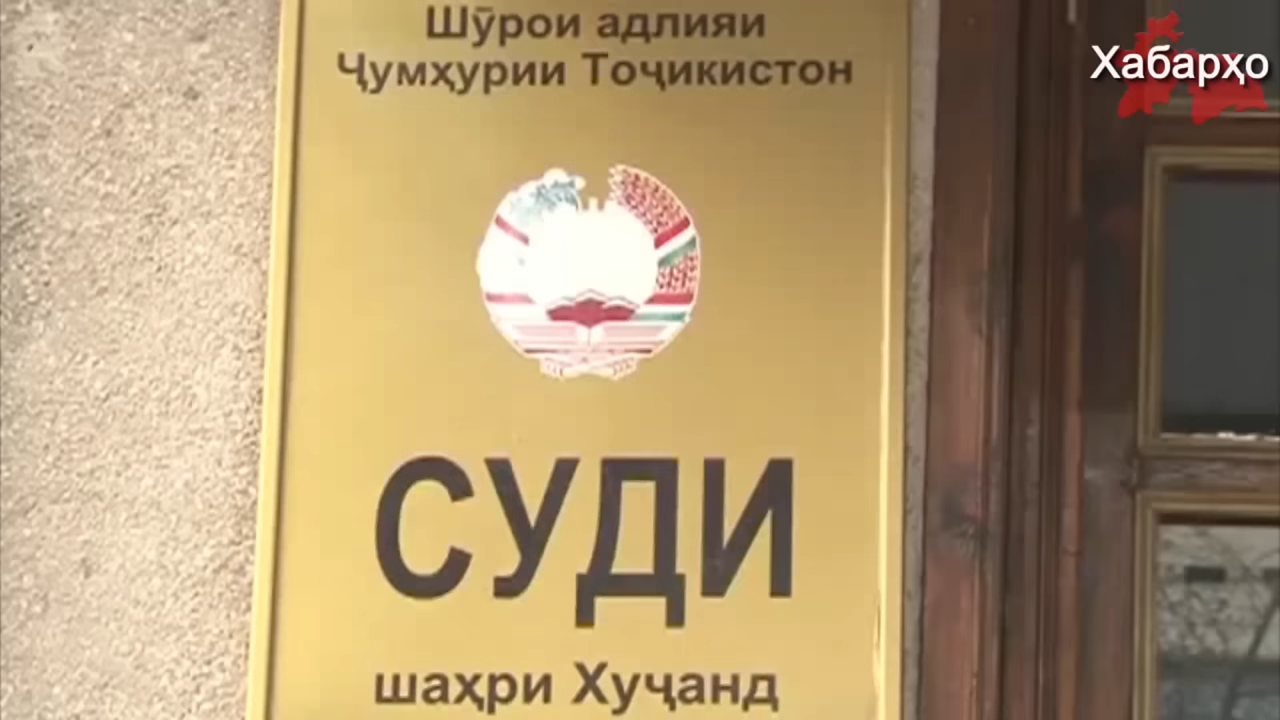 Шӯрои адлияи
Ҷумҳурии Тоҷикистон
Хабарҳо
СУДИ
шаҳри Хуҷанд